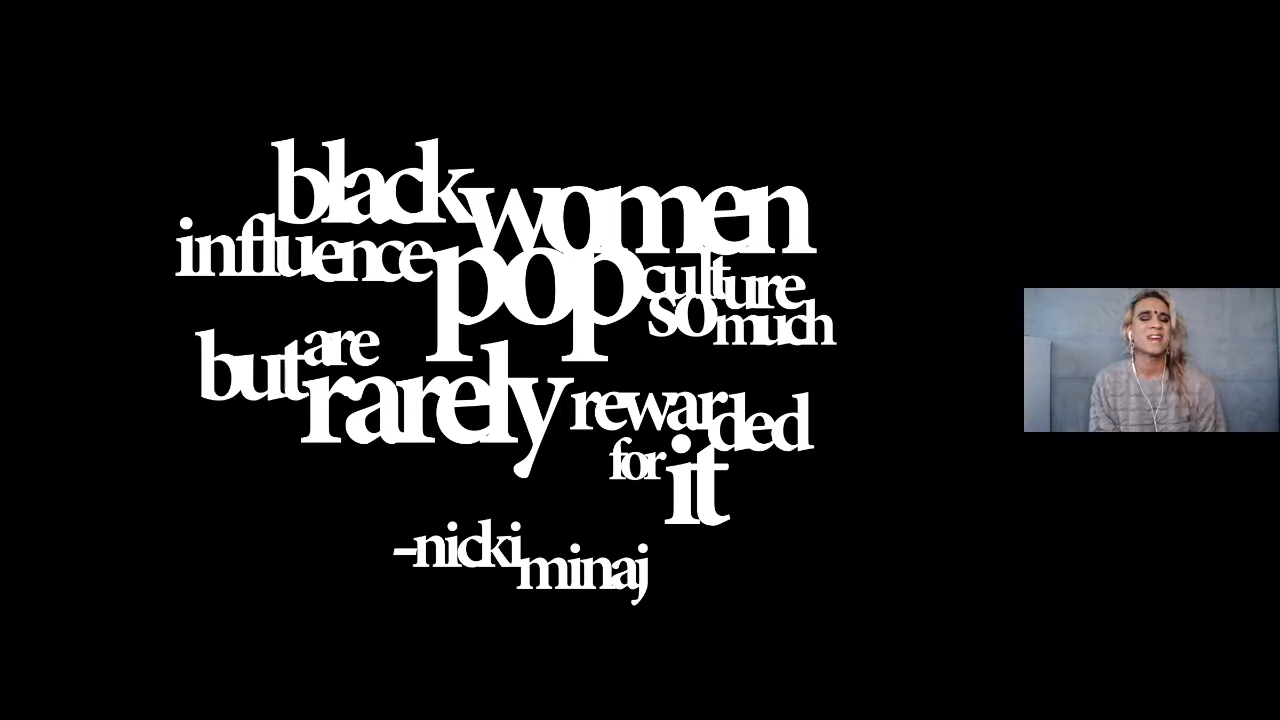 black women
influence pop culture
so much
but are
rarely rewarded
for it
–nicki minaj